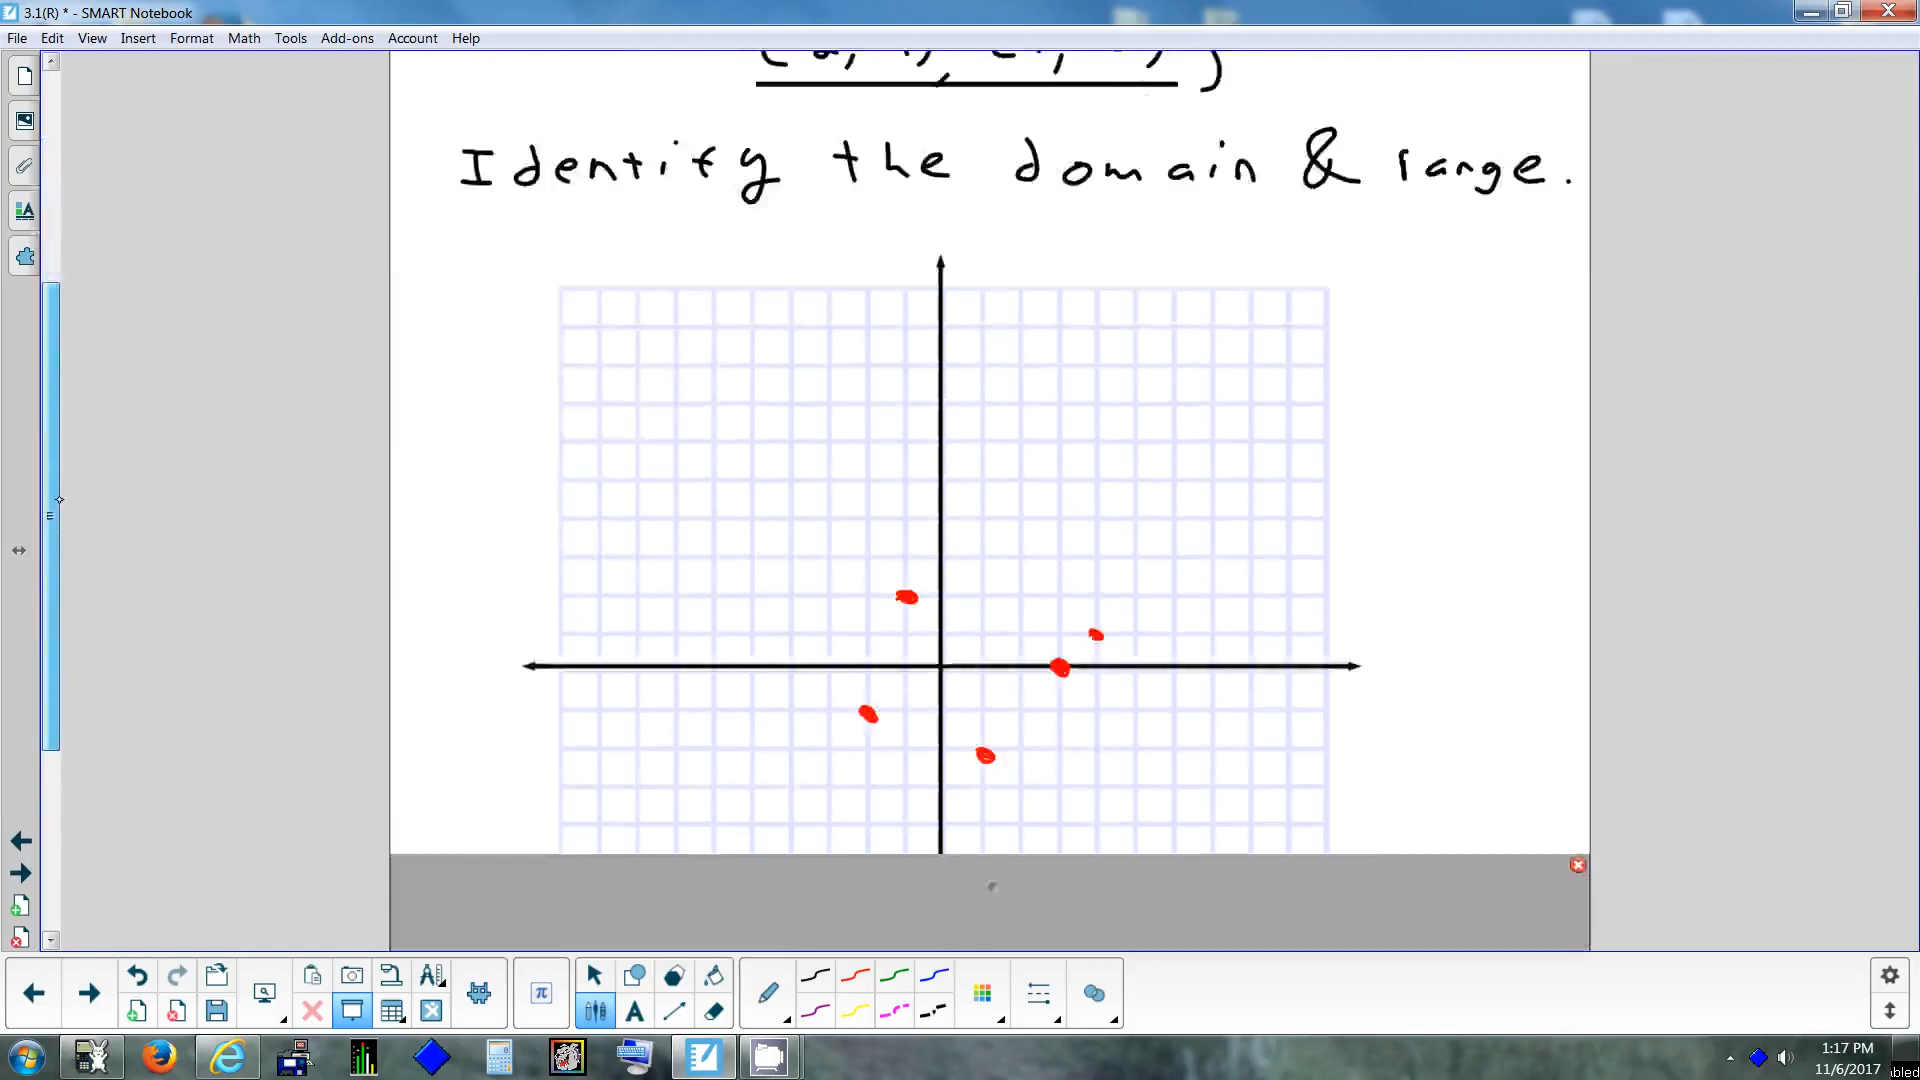 3.1(R) * - SMART Notebook
File Edit View Insert Format Math Tools Add-ons Account Help
Identify the domain & range.
π
A
1:17 PM
11/6/2017
bled